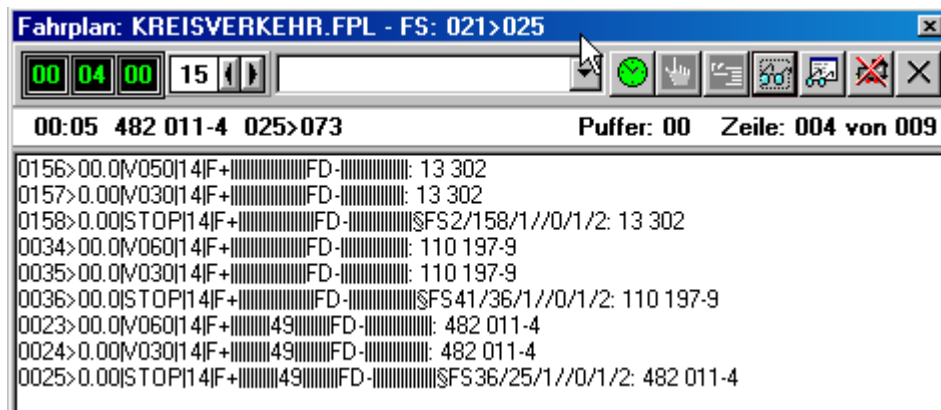 Fahrplan: KREISVERKEHR.FPL - FS: 021>025
00 04 00 15
00:05 482 011-4 025>073 Puffer: 00 Zeile: 004 von 009
0156>00.0|V050|14|F+|||||||||||||||||FD-|||||||||||||||: 13 302
0157>0.00|V030|14|F+|||||||||||||||||FD-|||||||||||||||: 13 302
0158>0.00|STOP|14|F+|||||||||||||||||FD-|||||||||||||||§FS2/158/1//0/1/2: 13 302
0034>00.0|V060|14|F+|||||||||||||||||FD-|||||||||||||||: 110 197-9
0035>00.0|V030|14|F+|||||||||||||||||FD-|||||||||||||||: 110 197-9
0036>00.0|STOP|14|F+|||||||||||||||||FD-|||||||||||||||§FS41/36/1//0/1/2: 110 197-9
0023>00.0|V060|14|F+|||||||||49||||||||FD-|||||||||||||||: 482 011-4
0024>0.00|V030|14|F+|||||||||49||||||||FD-|||||||||||||||: 482 011-4
0025>0.00|STOP|14|F+|||||||||49||||||||FD-|||||||||||||||§FS36/25/1//0/1/2: 482 011-4